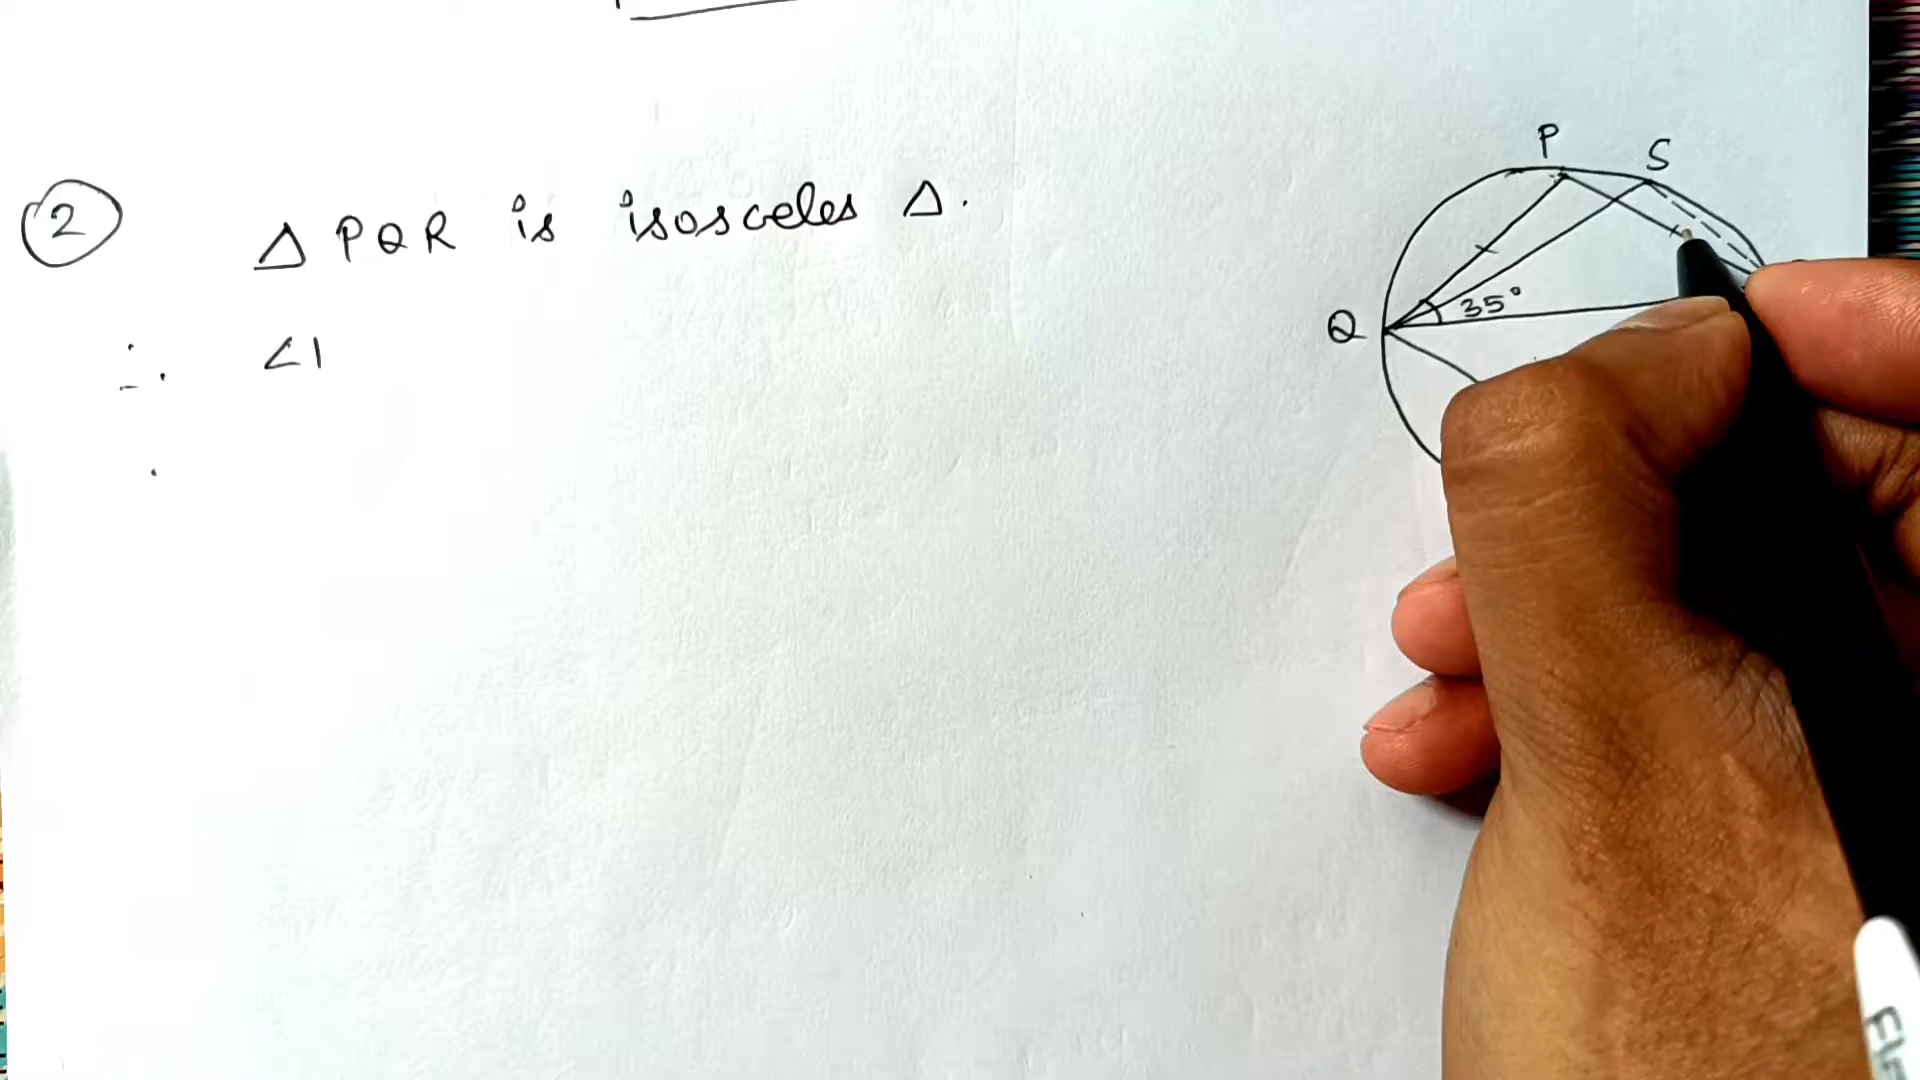 ② △ PQR is isosceles △.
∴ ∠1
P S
35°
Q